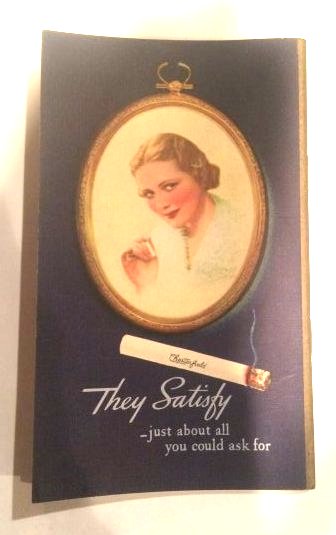 Chesterfield
They Satisfy
–just about all
you could ask for